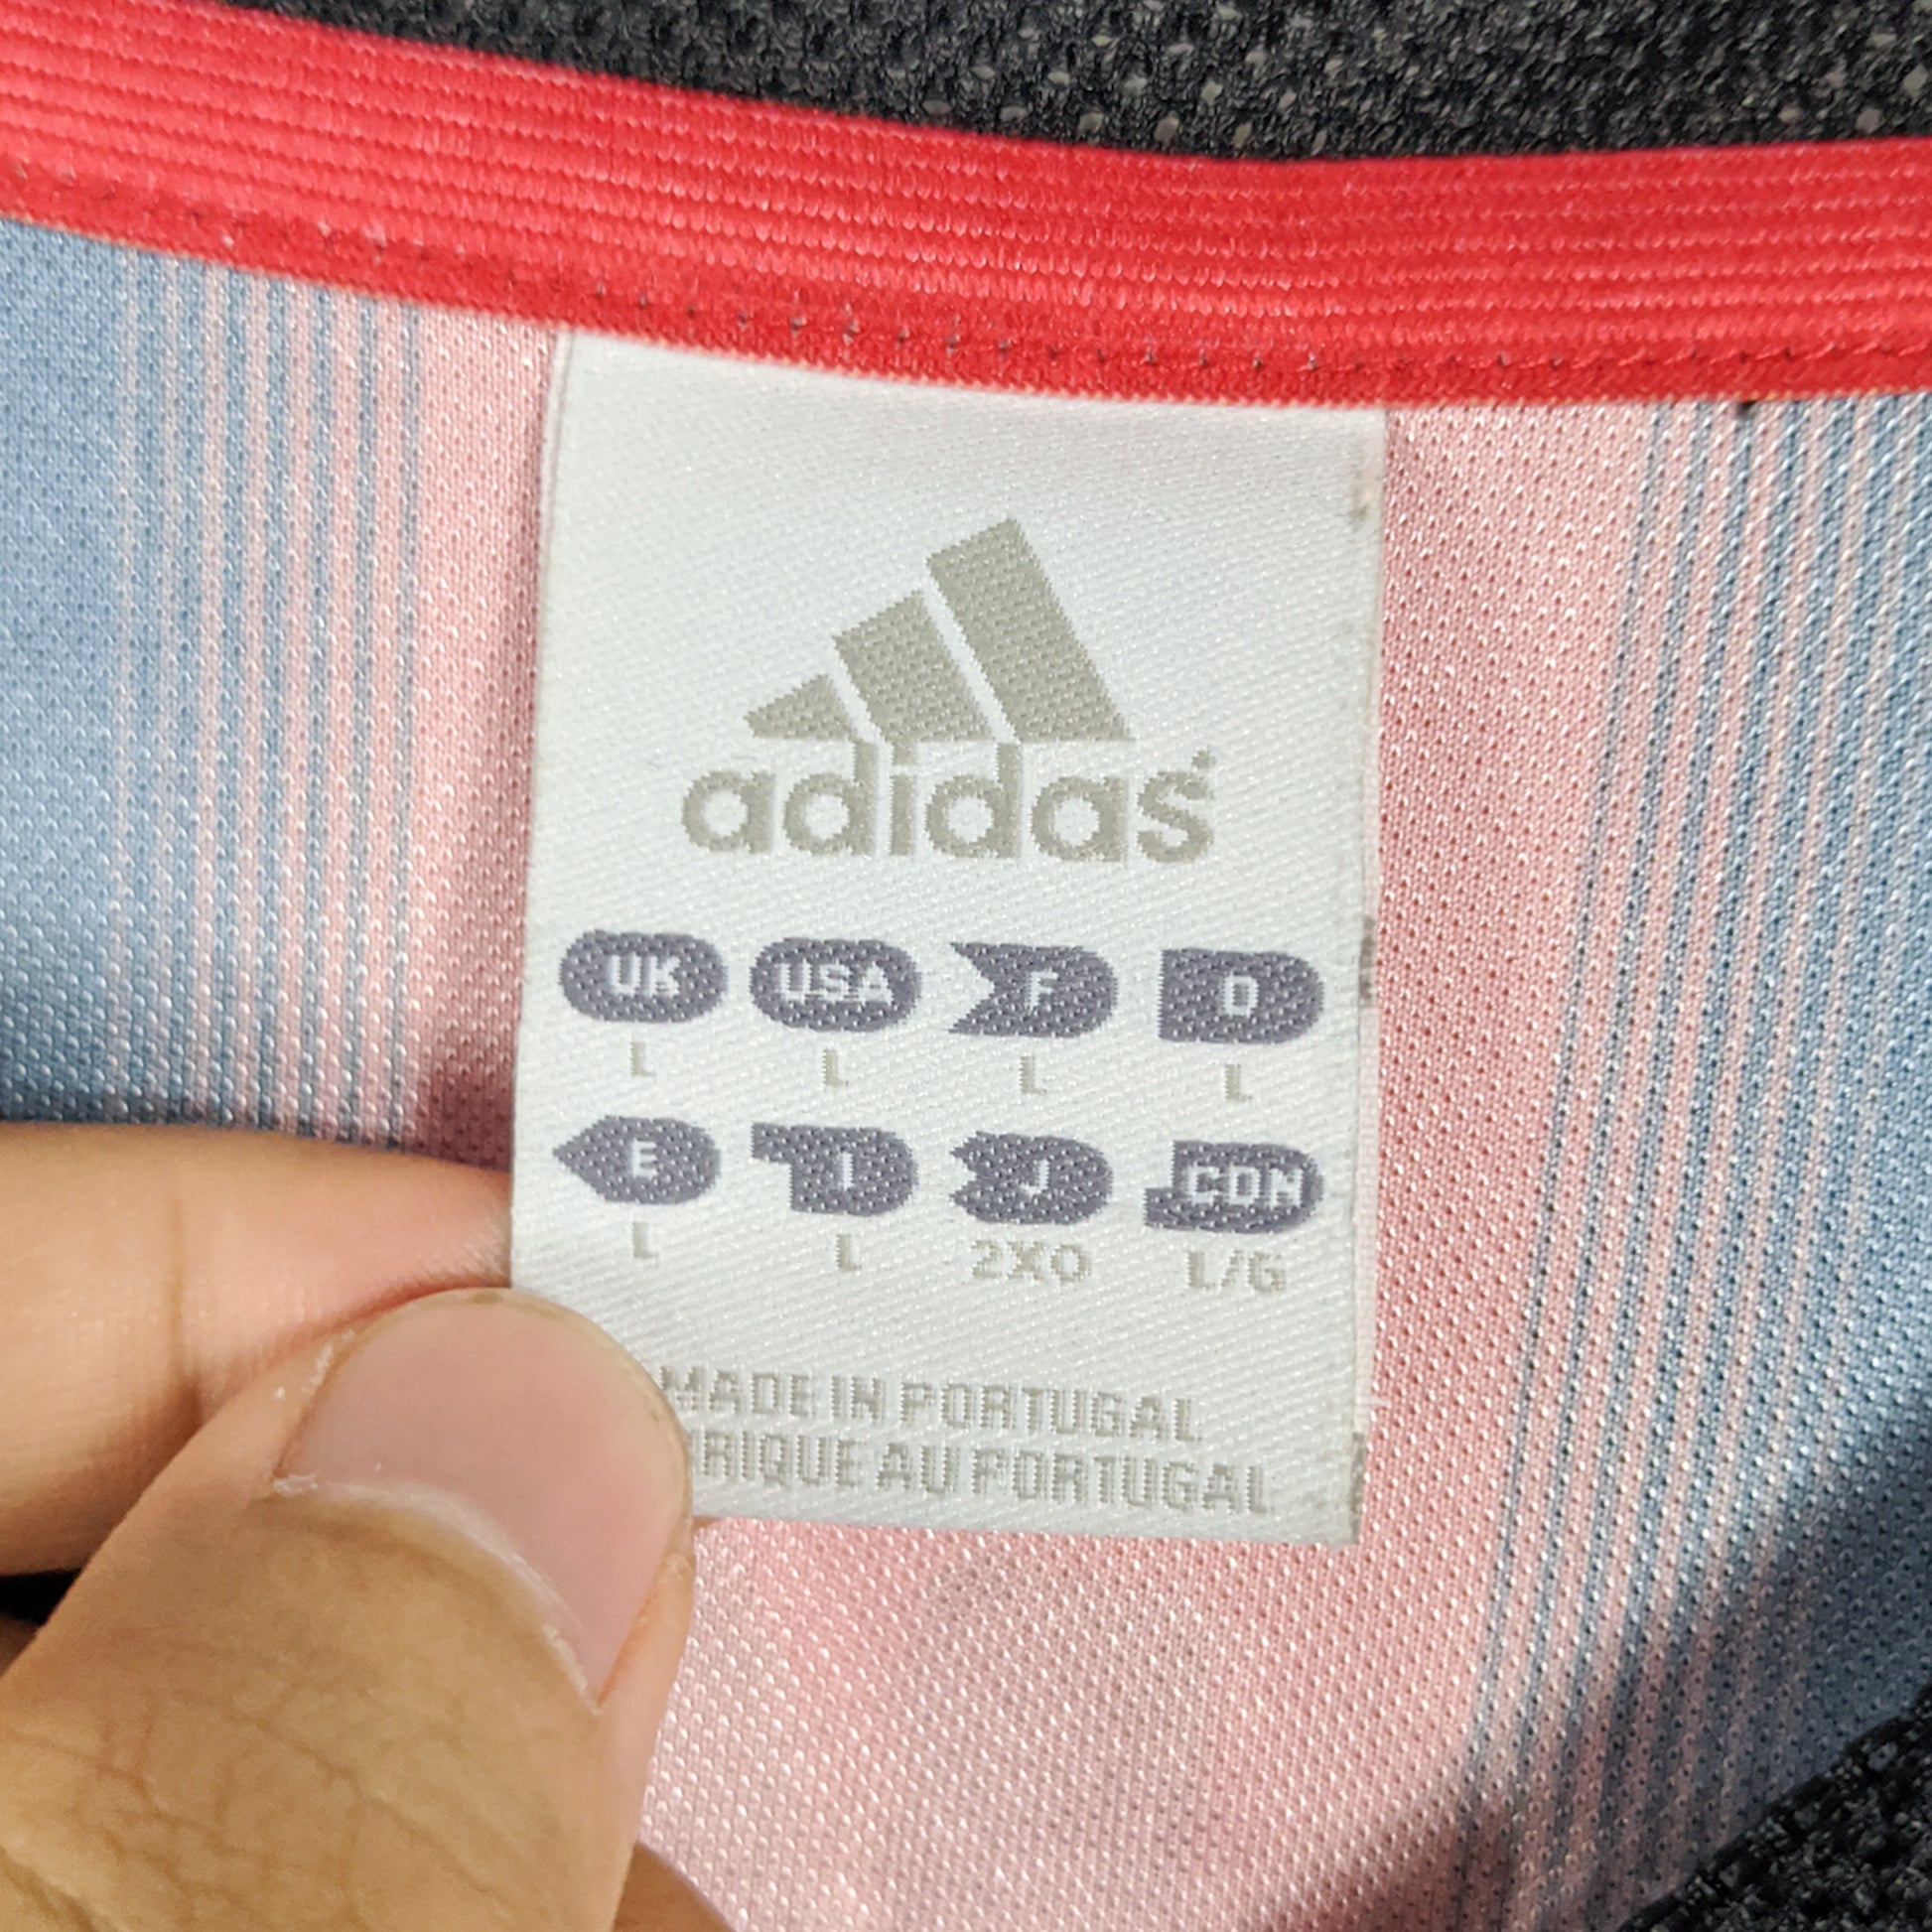 adidas
UK USA F D
L L L L
E I J CDN
L L 2XO L/G
MADE IN PORTUGAL
AU PORTUGAL